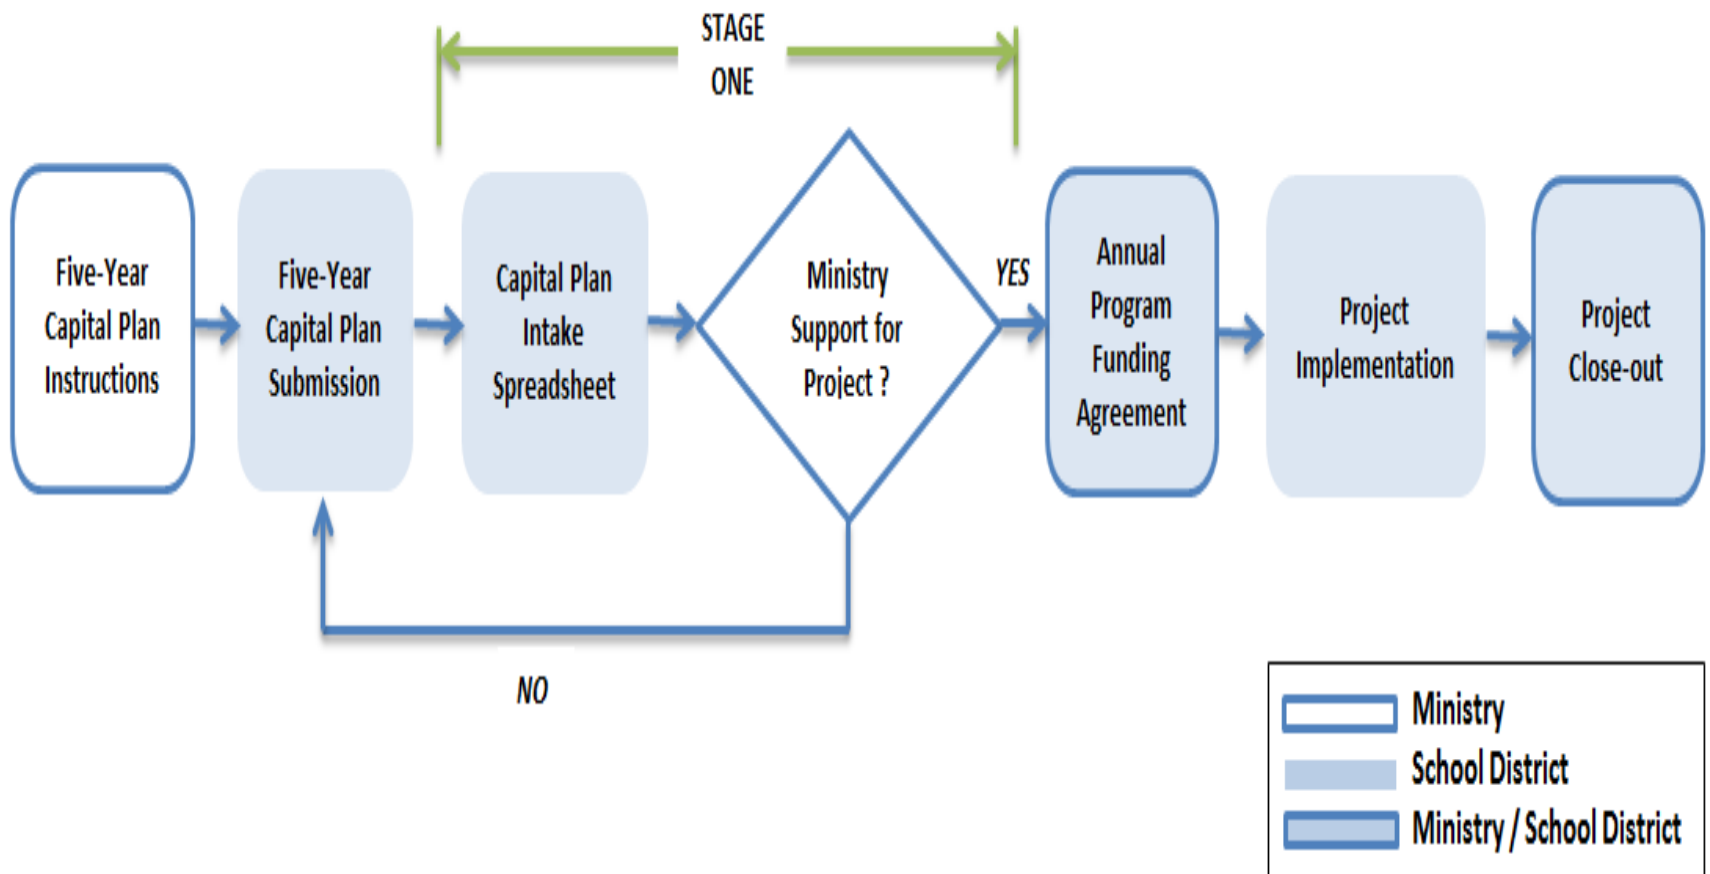 STAGE
ONE
Five-Year
Capital Plan
Instructions
Five-Year
Capital Plan
Submission
Capital Plan
Intake
Spreadsheet
Ministry
Support for
Project ?
YES
Annual
Program
Funding
Agreement
Project
Implementation
Project
Close-out
NO
Ministry
School District
Ministry / School District